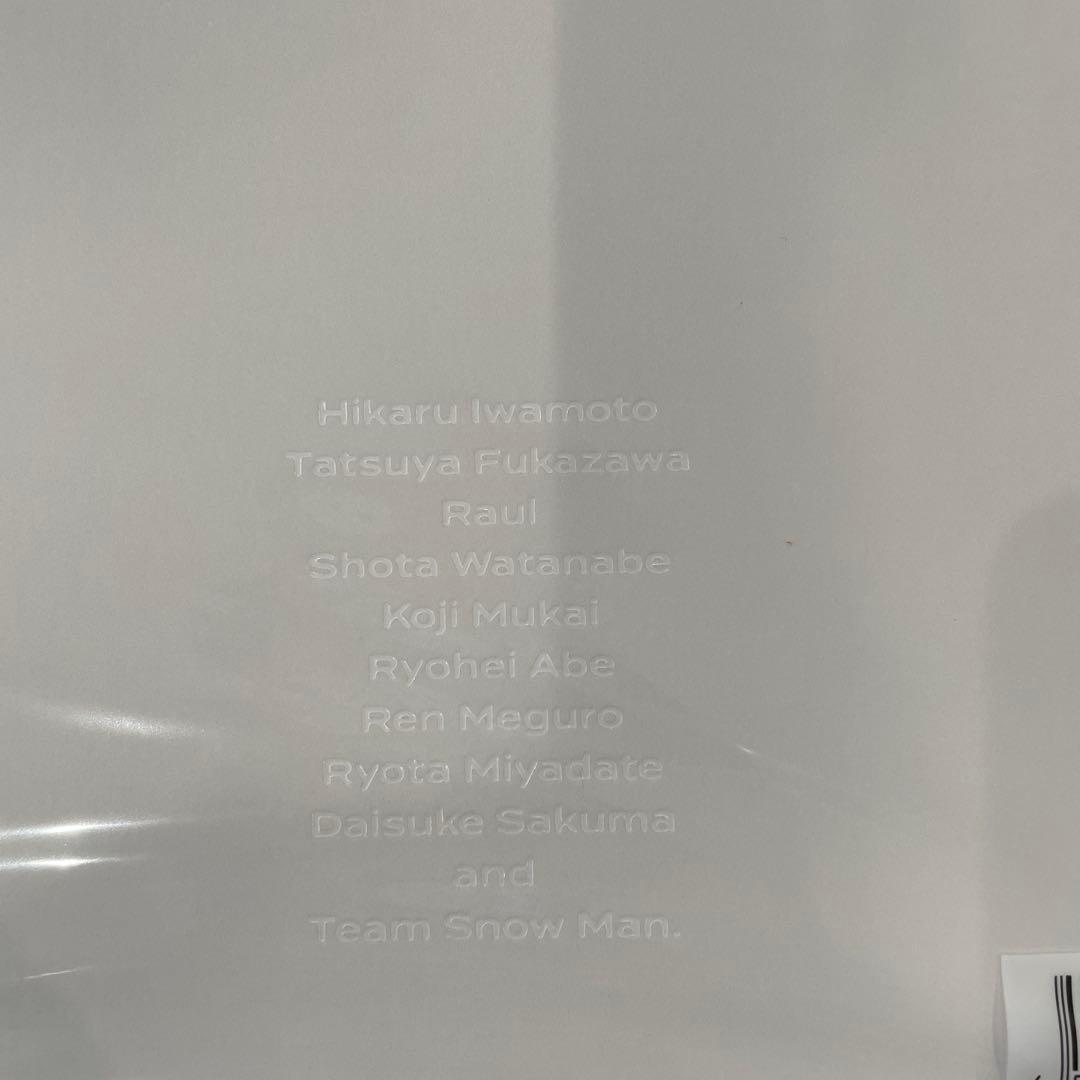 Hikaru Iwamoto
Tatsuya Fukazawa
Raul
Shota Watanabe
Koji Mukai
Ryohei Abe
Ren Meguro
Ryota Miyadate
Daisuke Sakuma
and
Team Snow Man.